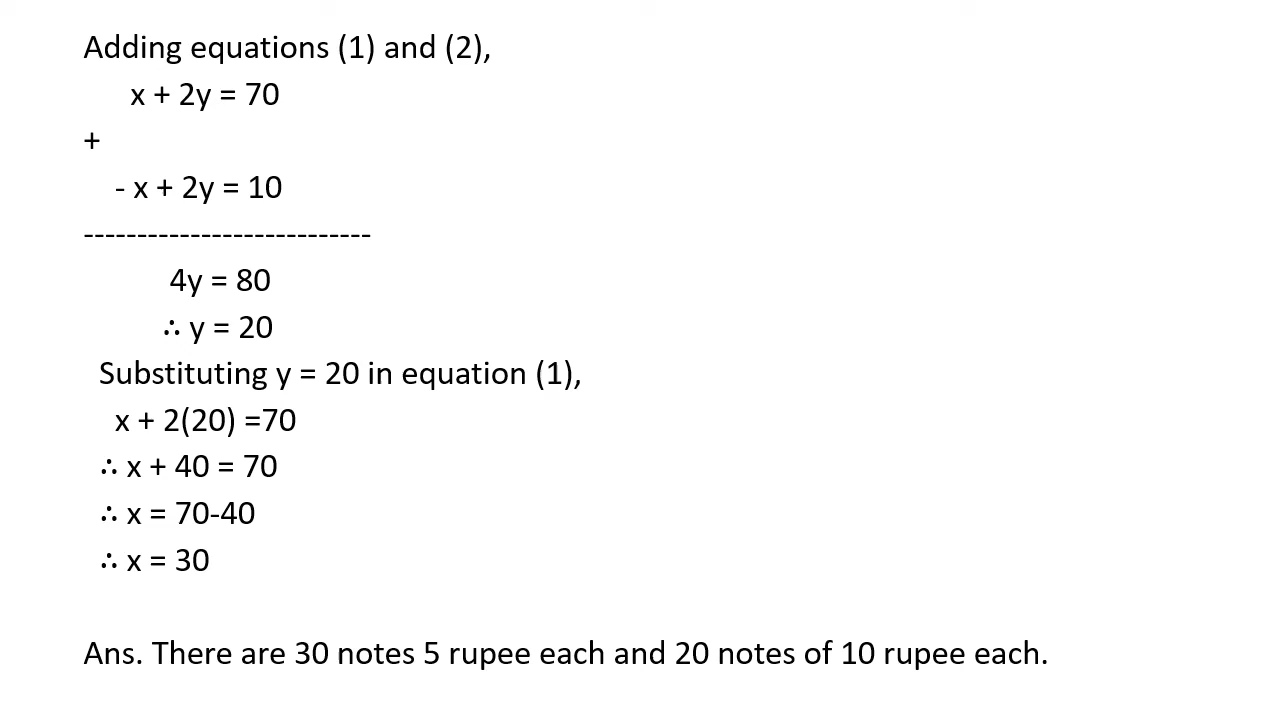 Adding equations (1) and (2),
x + 2y = 70
+
- x + 2y = 10
---------------------------
4y = 80
∴ y = 20
Substituting y = 20 in equation (1),
x + 2(20) =70
∴ x + 40 = 70
∴ x = 70-40
∴ x = 30
Ans. There are 30 notes 5 rupee each and 20 notes of 10 rupee each.